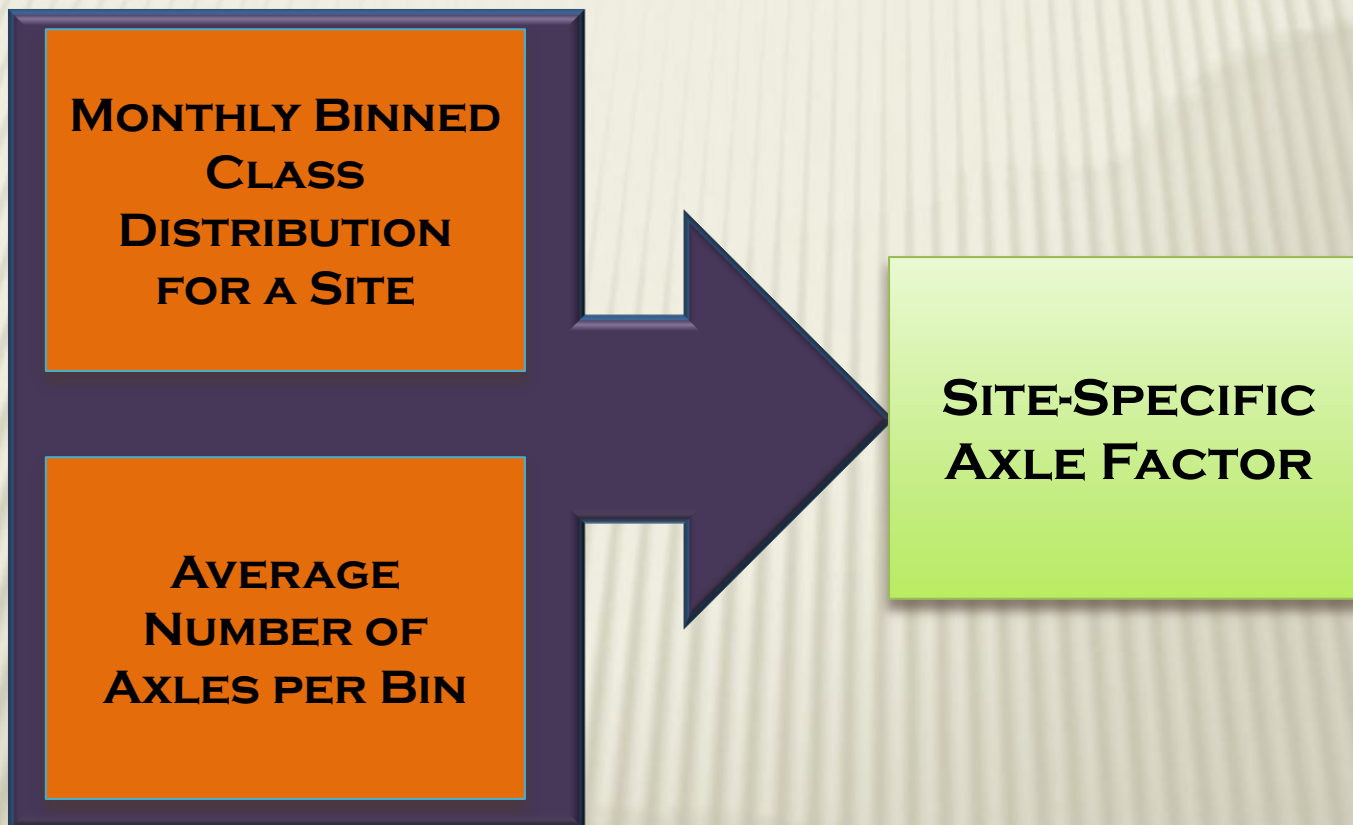 Monthly Binned
Class
Distribution
for a Site
Average
Number of
Axles per Bin
Site-Specific
Axle Factor